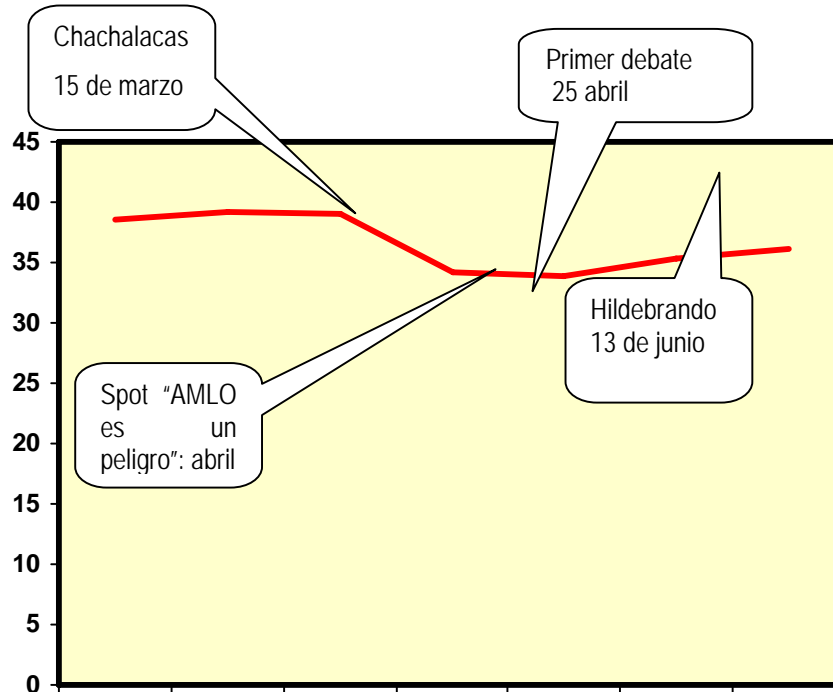 Chachalacas
15 de marzo
Primer debate
25 abril
45
40
35
30
25
20
15
10
5
0
Hildebrando
13 de junio
Spot “AMLO
es un
peligro”: abril